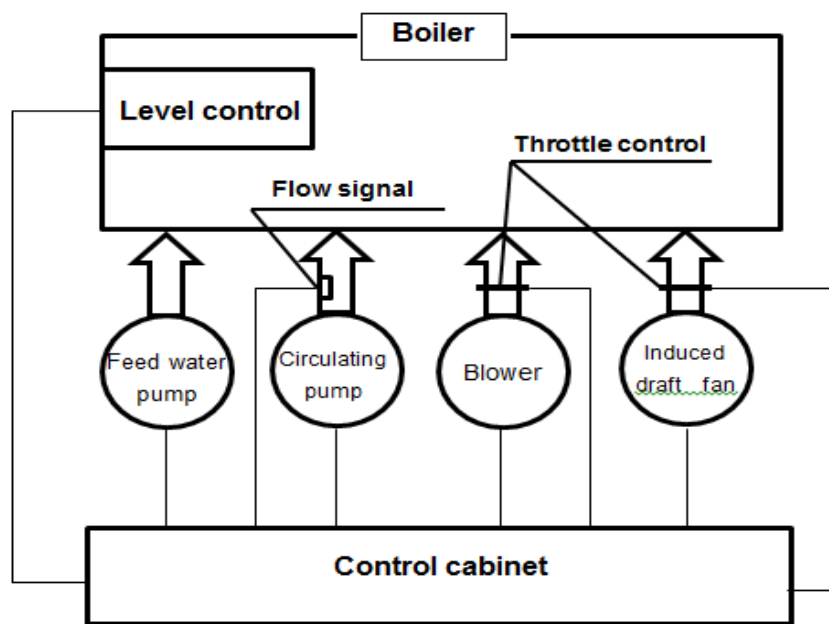 Boiler
Level control
Throttle control
Flow signal
Feed water
pump
Circulating
pump
Blower
Induced
draft fan
Control cabinet